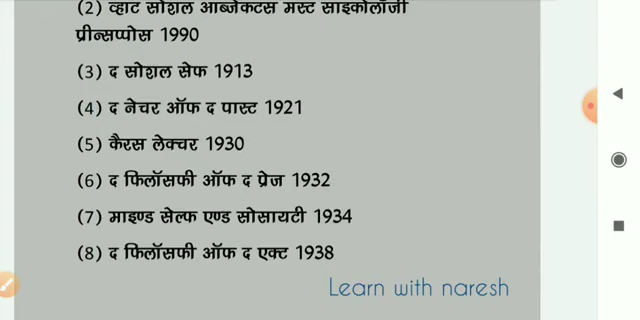 (2) व्हाट सोशल आब्जेकटस मस्ट साइकोलॉजी
प्रीन्सप्पोस 1990
(3) द सोशल सेफ 1913
(4) द नेचर ऑफ द पास्ट 1921
(5) कैरस लेक्चर 1930
(6) द फिलॉसफी ऑफ द प्रेज 1932
(7) माइण्ड सेल्फ एण्ड सोसायटी 1934
(8) द फिलॉसफी ऑफ द एक्ट 1938
Learn with naresh